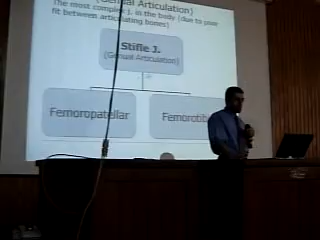 (Genual Articulation)
The most complex j. in the body (due to poor
fit between articulating bones)
Stifle J.
(Genual Articulation)
Femoropatellar